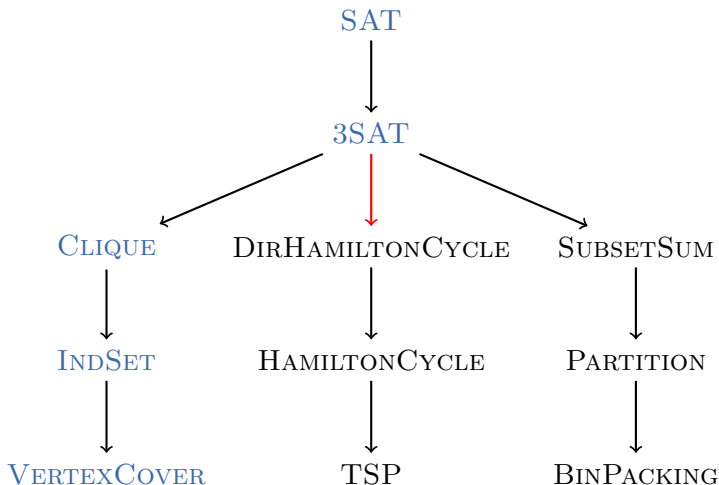 SAT
3SAT
CLIQUE DIRHAMILTONCYCLE SUBSETSUM
INDSET HAMILTONCYCLE PARTITION
VERTEXCOVER TSP BINPACKING